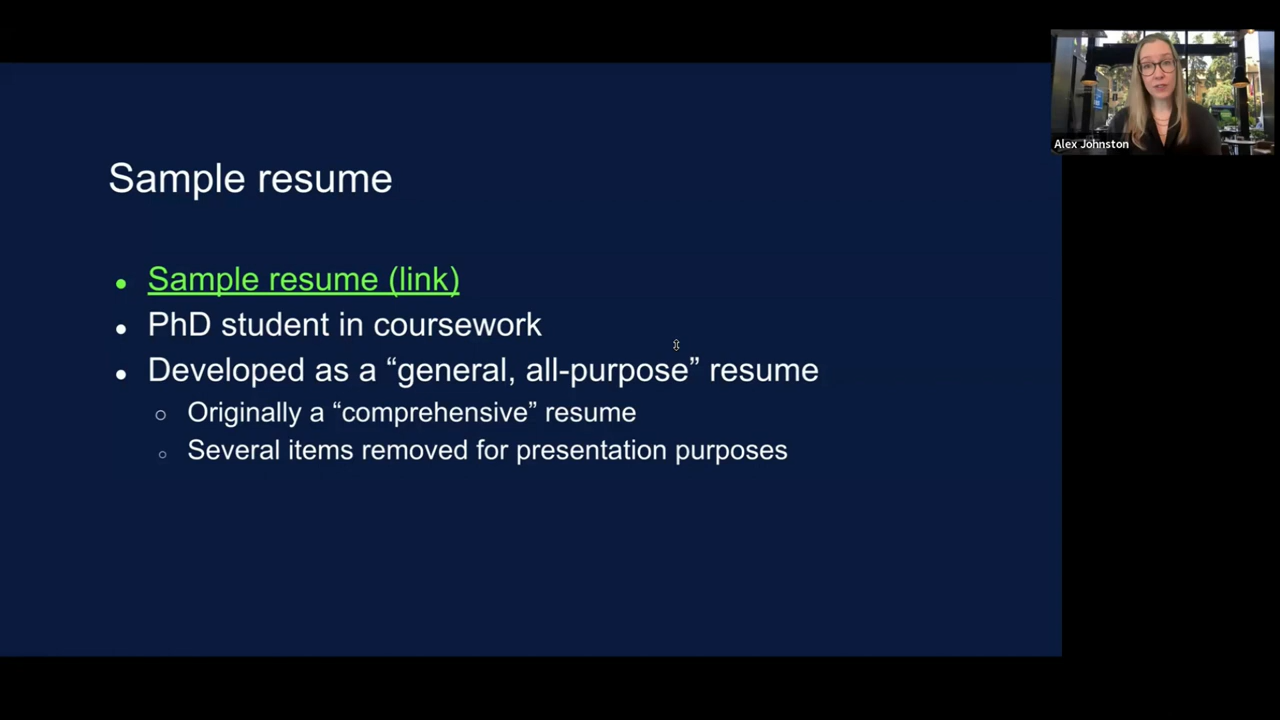 Sample resume
Sample resume (link)
PhD student in coursework
Developed as a “general, all-purpose” resume
Originally a “comprehensive” resume
Several items removed for presentation purposes
Alex Johnston